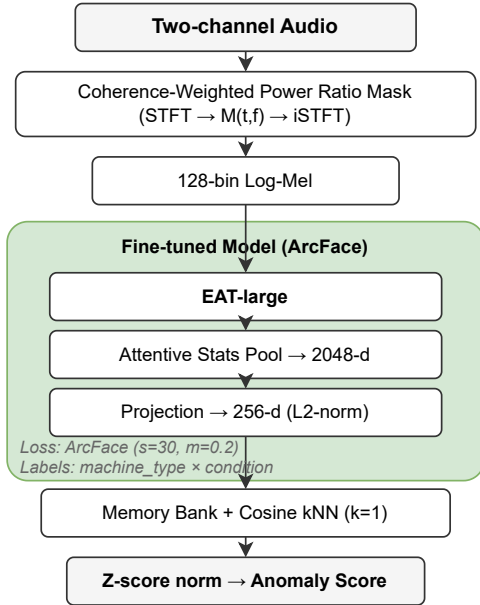 Two-channel Audio
Coherence-Weighted Power Ratio Mask
(STFT → M(t,f) → iSTFT)
128-bin Log-Mel
Fine-tuned Model (ArcFace)
EAT-large
Attentive Stats Pool → 2048-d
Projection → 256-d (L2-norm)
Loss: ArcFace (s=30, m=0.2)
Labels: machine_type × condition
Memory Bank + Cosine kNN (k=1)
Z-score norm → Anomaly Score